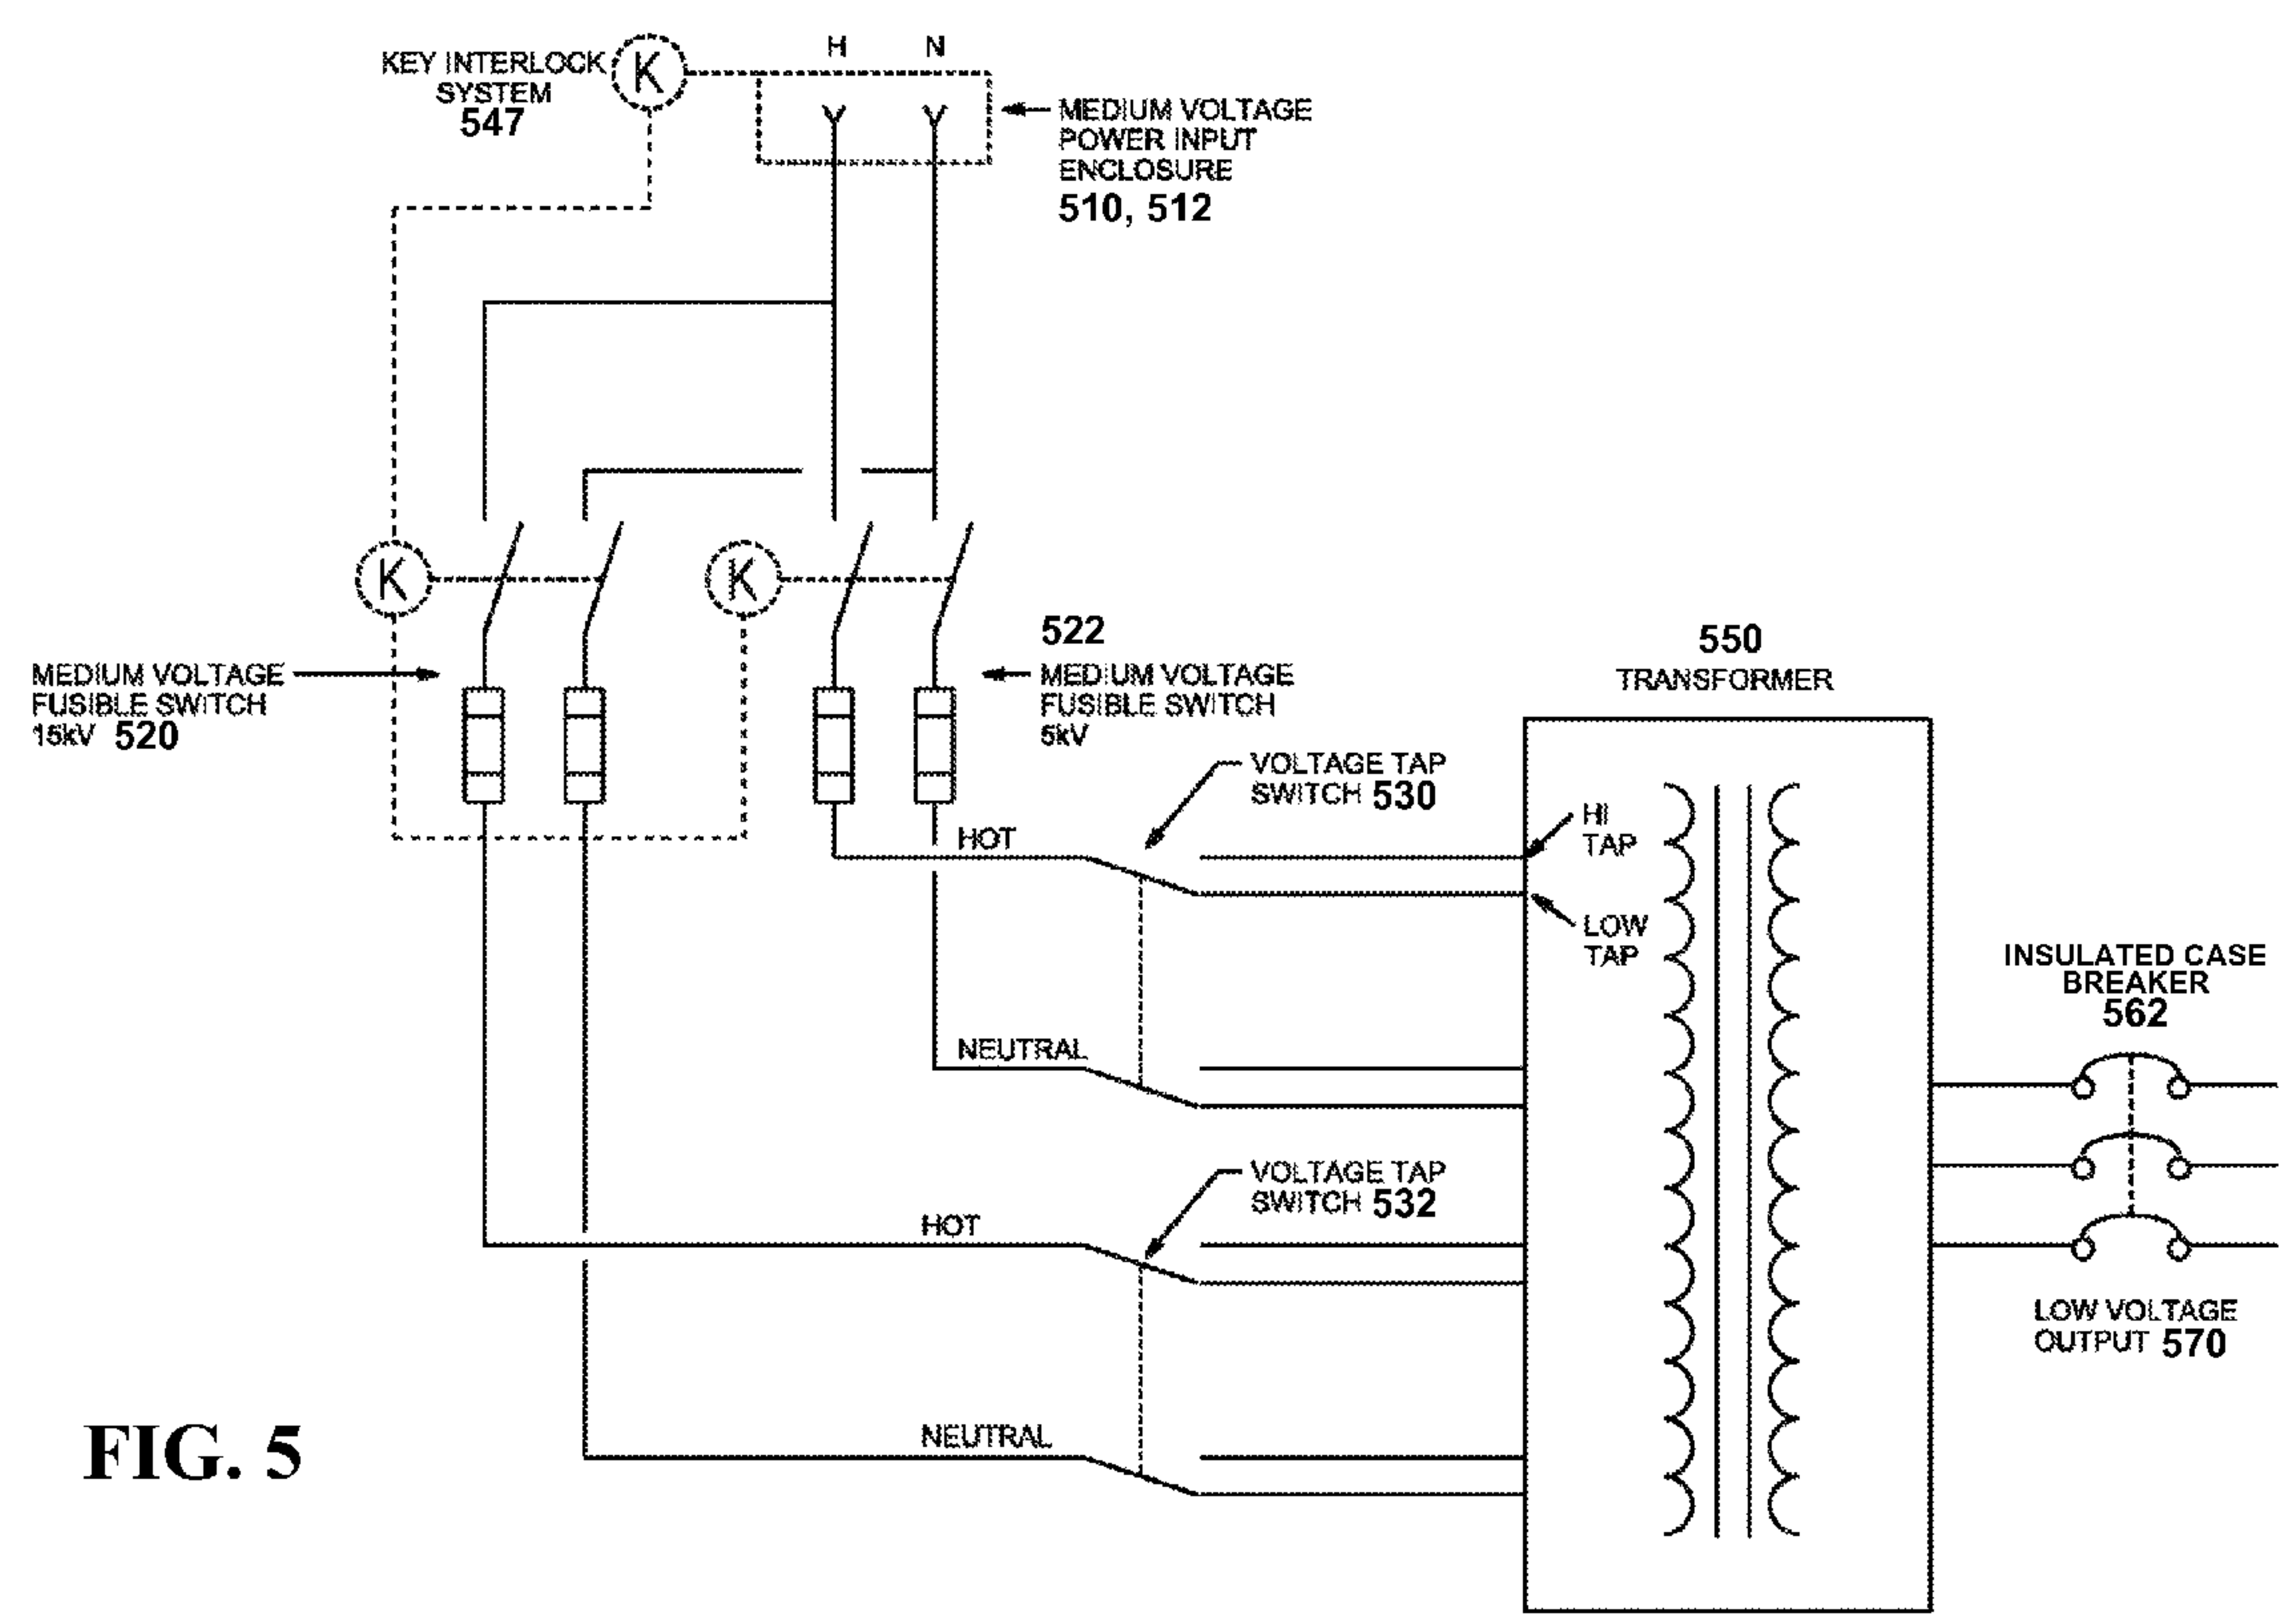 H N
KEY INTERLOCK
SYSTEM
547
K
MEDIUM VOLTAGE
POWER INPUT
ENCLOSURE
510, 512
K
K
MEDIUM VOLTAGE
FUSIBLE SWITCH
15kV 520
522
MEDIUM VOLTAGE
FUSIBLE SWITCH
5kV
550
TRANSFORMER
VOLTAGE TAP
SWITCH 530
HOT
HI
TAP
LOW
TAP
NEUTRAL
INSULATED CASE
BREAKER
562
VOLTAGE TAP
SWITCH 532
HOT
NEUTRAL
LOW VOLTAGE
OUTPUT 570
FIG. 5